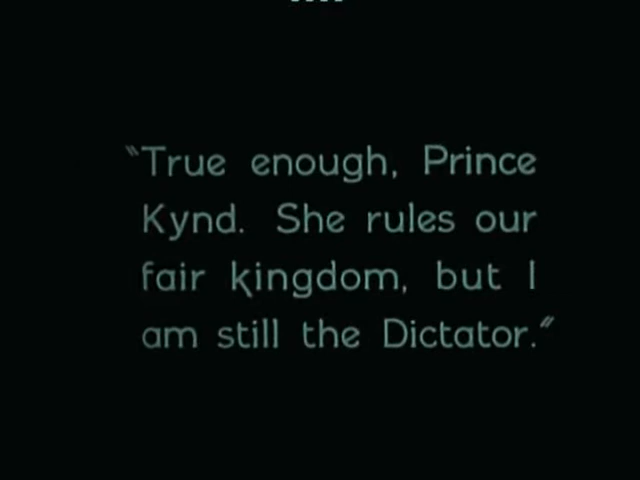 "True enough, Prince
Kynd. She rules our
fair kingdom, but I
am still the Dictator."